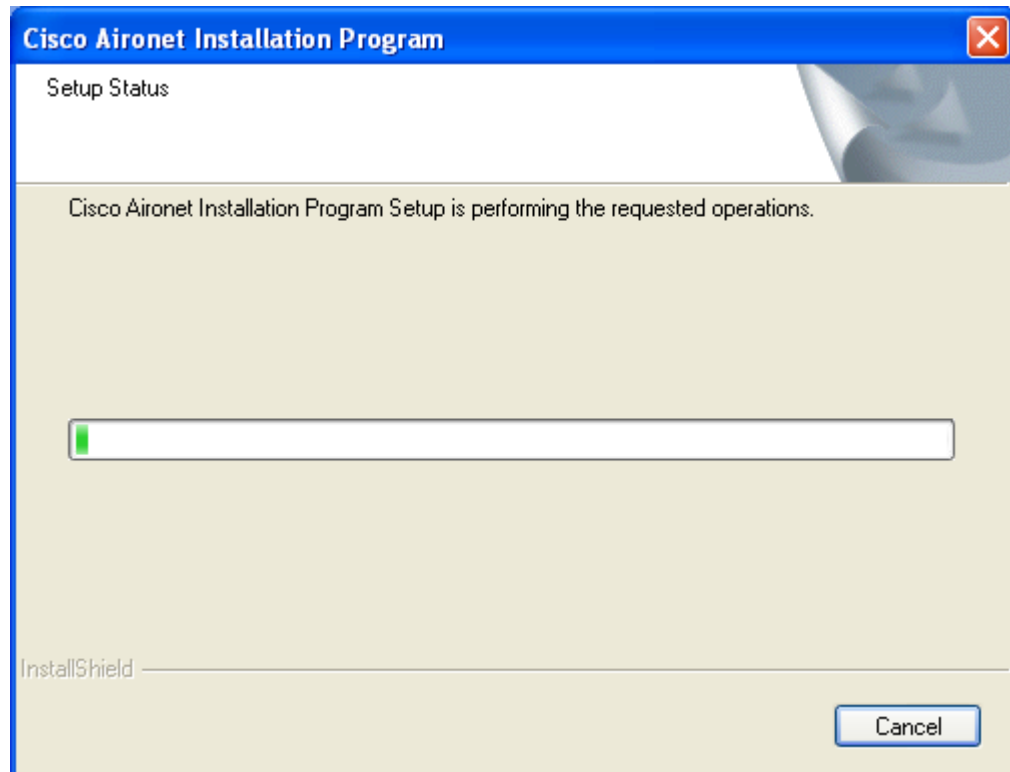 Cisco Aironet Installation Program
Setup Status
Cisco Aironet Installation Program Setup is performing the requested operations.
InstallShield
Cancel